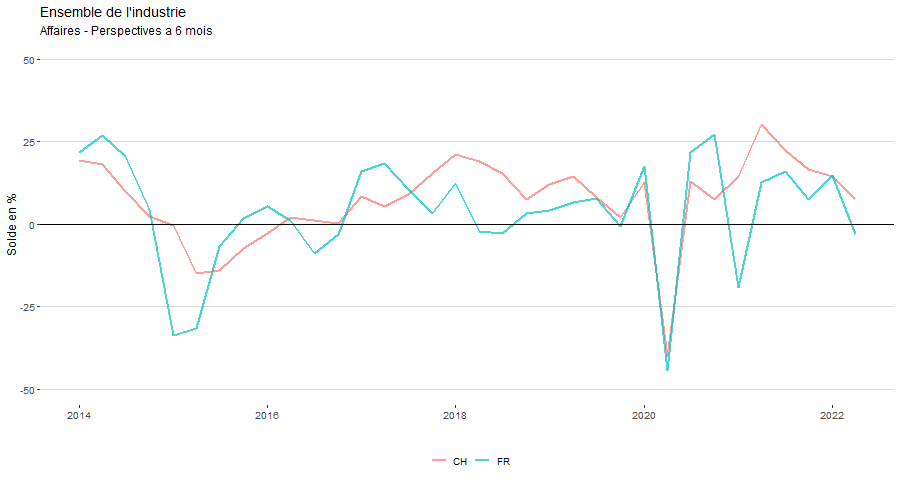 Ensemble de l'industrie
Affaires - Perspectives a 6 mois
Solde en %
50
25
0
-25
-50
2014 2016 2018 2020 2022
CH FR